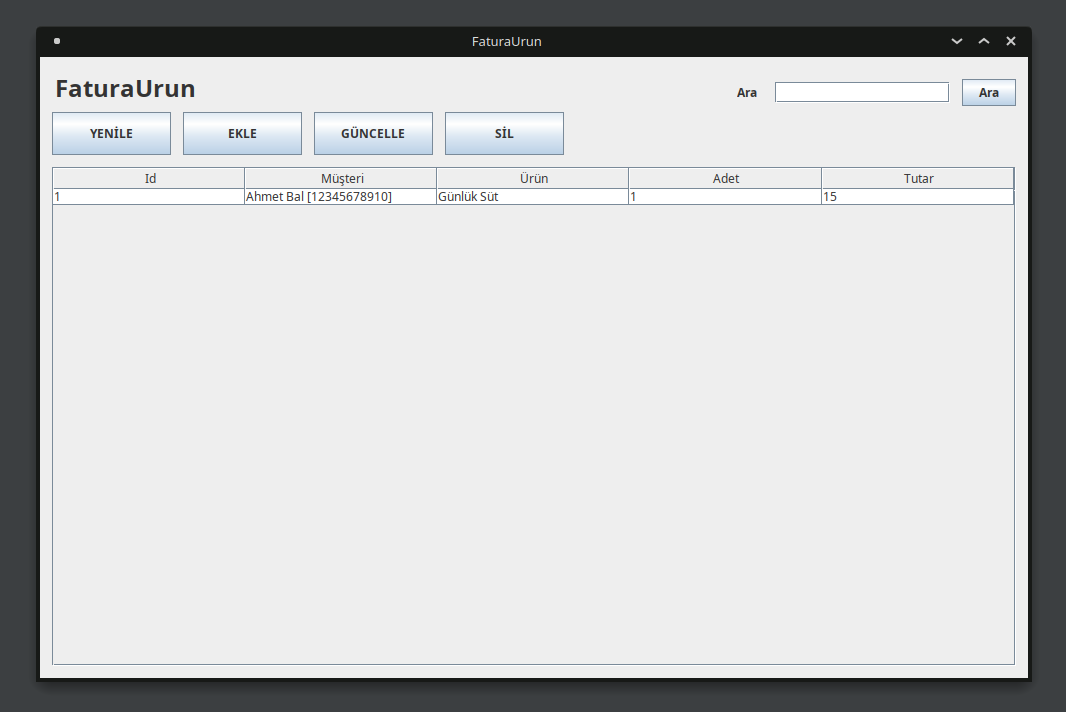 FaturaUrun
FaturaUrun
Ara
Ara
YENİLE EKLE GÜNCELLE SİL
Id Müşteri Ürün Adet Tutar
1 Ahmet Bal [12345678910] Günlük Süt 1 15